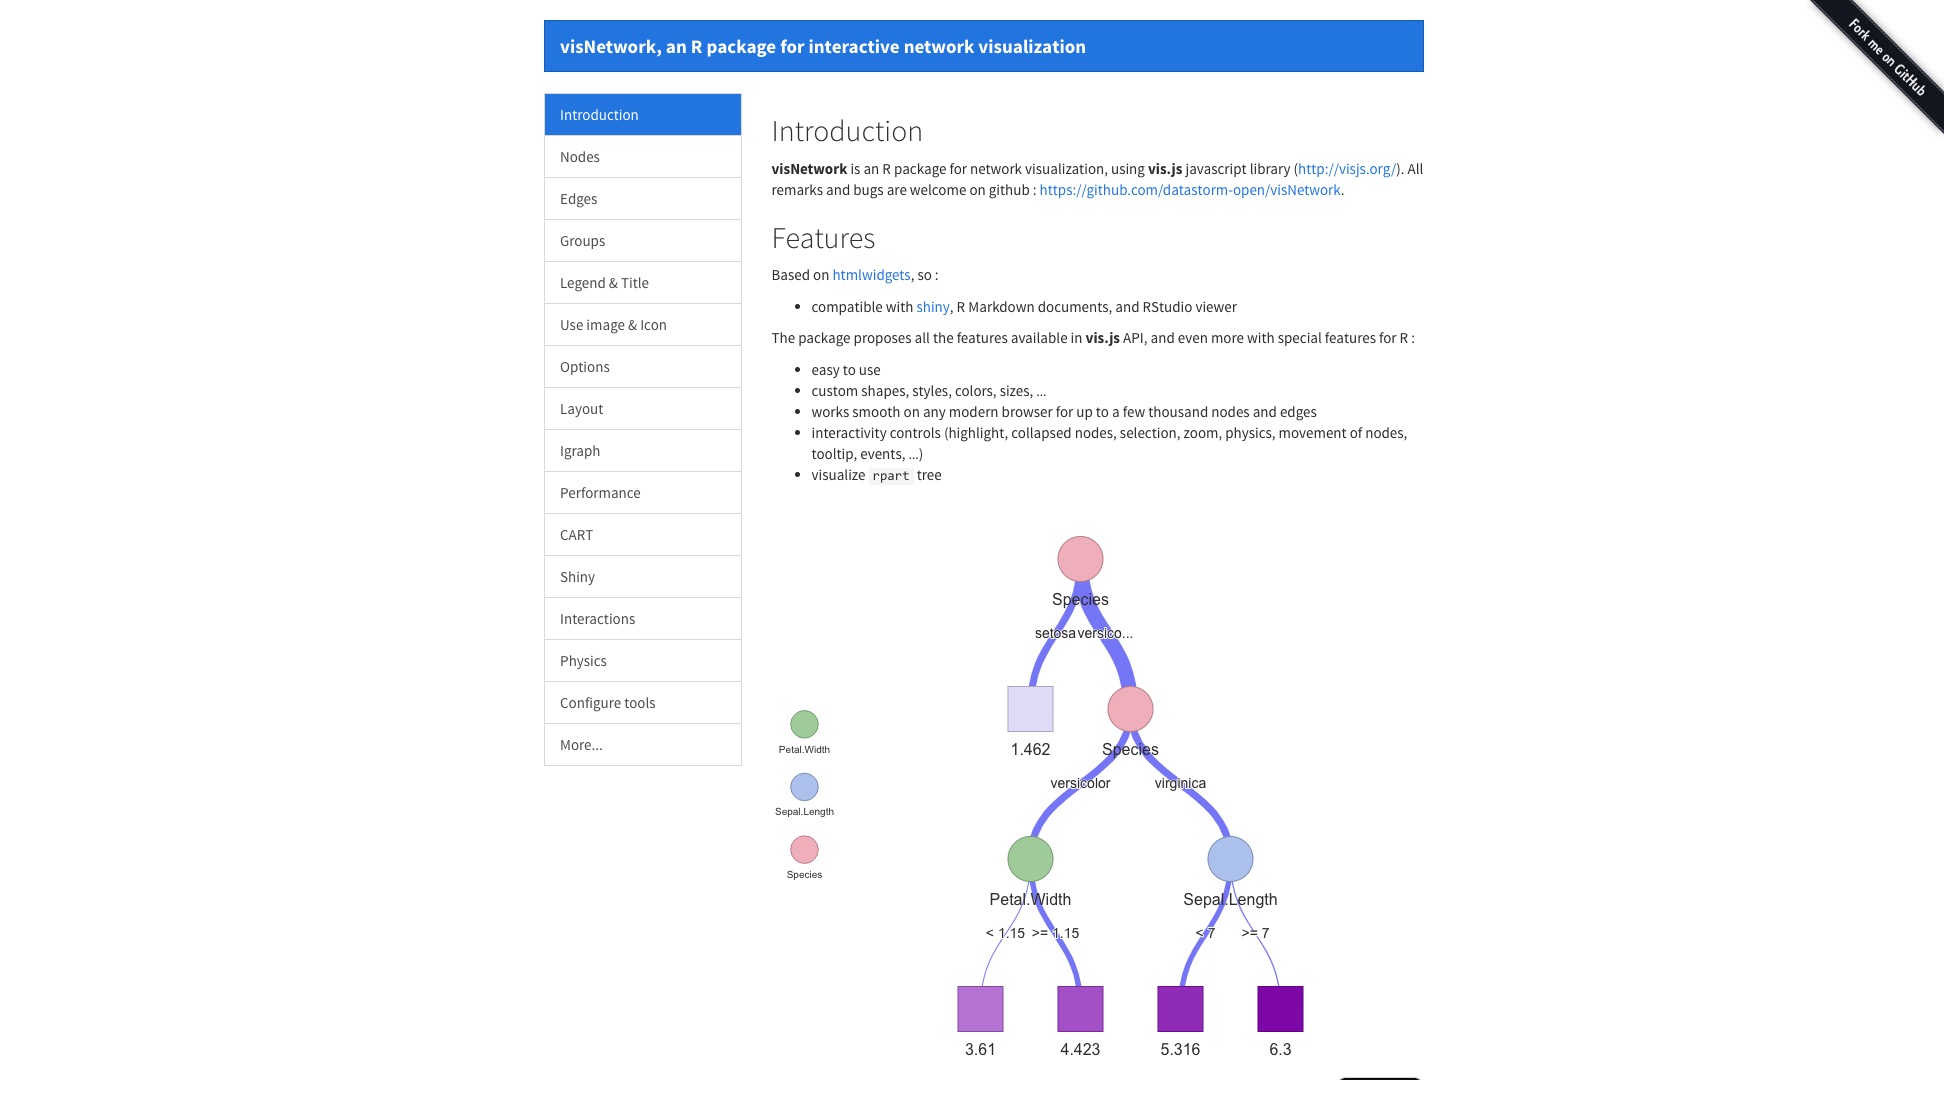 visNetwork, an R package for interactive network visualization
Fork me on GitHub
Introduction
Nodes
Edges
Groups
Legend & Title
Use image & Icon
Options
Layout
Igraph
Performance
CART
Shiny
Interactions
Physics
Configure tools
More...
Introduction
visNetwork is an R package for network visualization, using vis.js javascript library (http://visjs.org/). All
remarks and bugs are welcome on github : https://github.com/datastorm-open/visNetwork.
Features
Based on htmlwidgets, so :
• compatible with shiny, R Markdown documents, and RStudio viewer
The package proposes all the features available in vis.js API, and even more with special features for R :
• easy to use
• custom shapes, styles, colors, sizes, ...
• works smooth on any modern browser for up to a few thousand nodes and edges
• interactivity controls (highlight, collapsed nodes, selection, zoom, physics, movement of nodes,
tooltip, events, ...)
• visualize rpart tree
Petal.Width
Sepal.Length
Species
Species
setosa versico...
1.462 Species
versicolor virginica
Petal.Width Sepal.Length
< 1.15 >= 1.15 < 7 >= 7
3.61 4.423 5.316 6.3